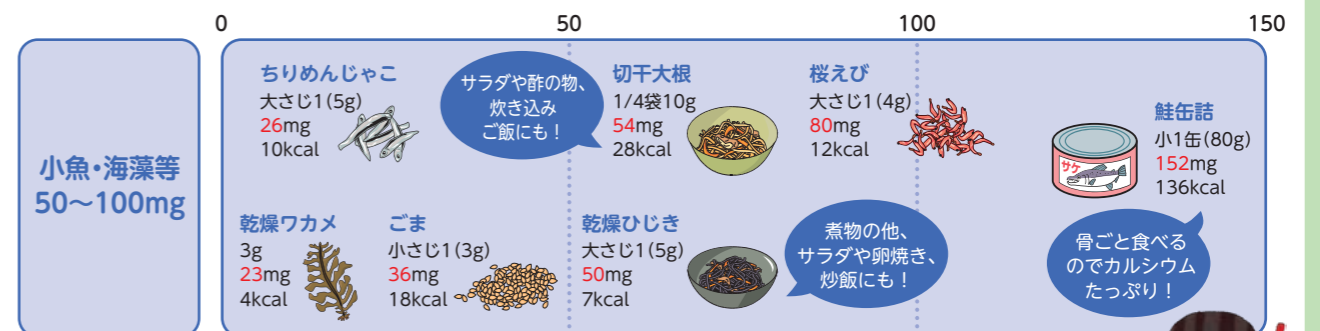 0
50
100
150
小魚・海藻等
50〜100mg
ちりめんじゃこ
大さじ1(5g)
26mg
10kcal
サラダや酢の物、
炊き込み
ご飯にも！
切干大根
1/4袋10g
54mg
28kcal
桜えび
大さじ1(4g)
80mg
12kcal
サケ
鮭缶詰
小1缶(80g)
152mg
136kcal
乾燥ワカメ
3g
23mg
4kcal
ごま
小さじ1(3g)
36mg
18kcal
乾燥ひじき
大さじ1(5g)
50mg
7kcal
煮物の他、
サラダや卵焼き、
炒飯にも！
骨ごと食べる
のでカルシウム
たっぷり！